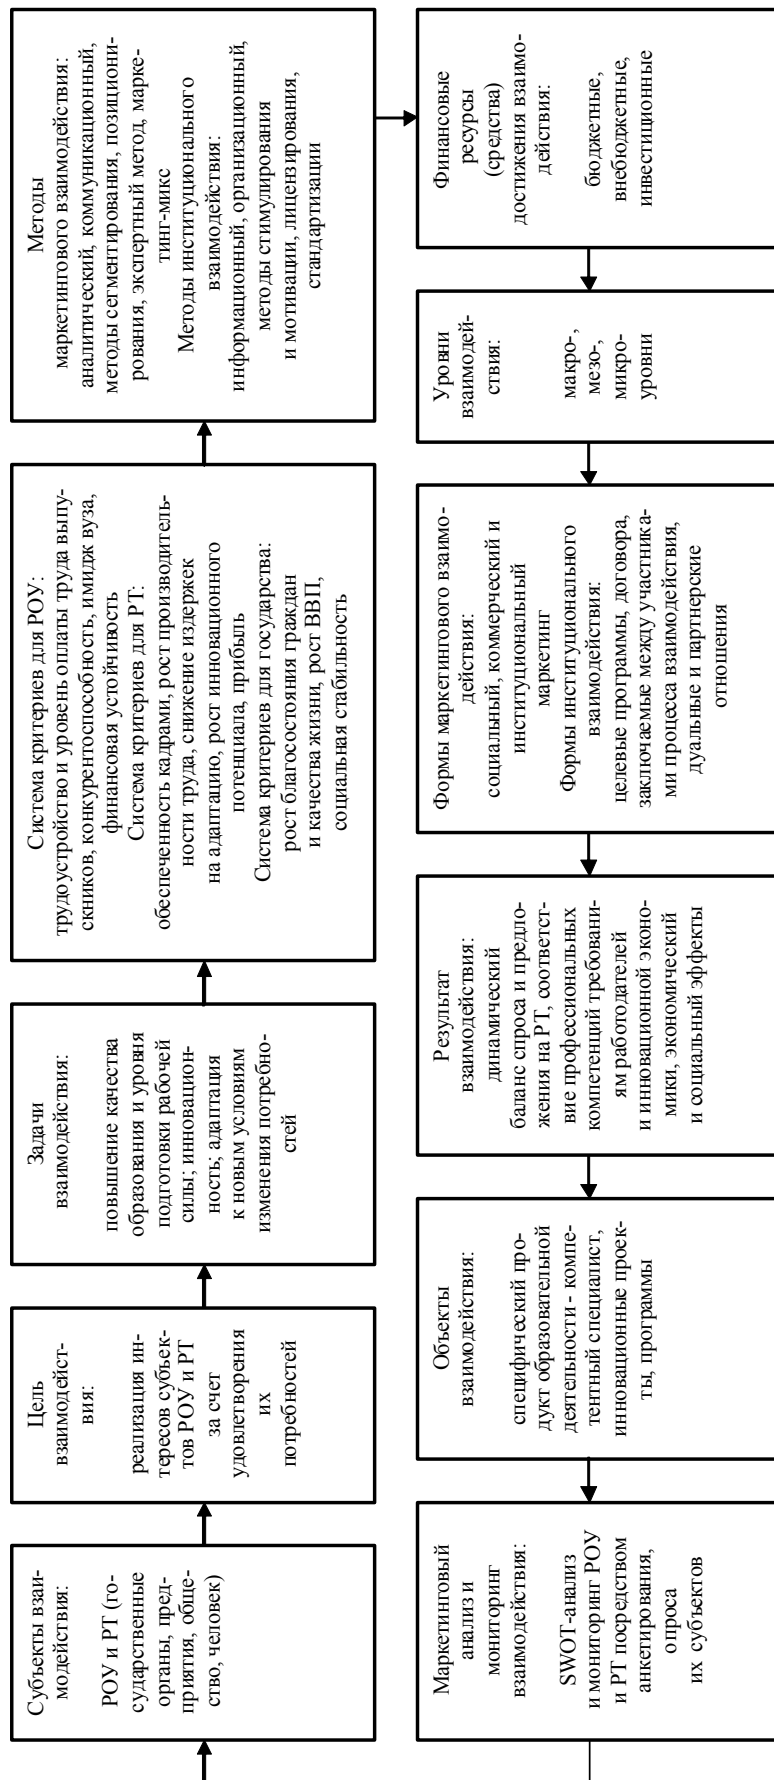 Субъекты взаи-
модействия:
РОУ и РТ (го-
сударственные
органы, пред-
приятия, обще-
ство, человек)
Цель
взаимодейст-
вия:
реализация ин-
тересов субъек-
тов РОУ и РТ
за счет
удовлетворения
их
потребностей
Задачи
взаимодействия:
повышение качества
образования и уровня
подготовки рабочей
силы; инновацион-
ность; адаптация
к новым условиям
изменения потребно-
стей
Система критериев для РОУ:
трудоустройство и уровень оплаты труда выпу-
скников, конкурентоспособность, имидж вуза,
финансовая устойчивость
Система критериев для РТ:
обеспеченность кадрами, рост производитель-
ности труда, снижение издержек
на адаптацию, рост инновационного
потенциала, прибыль
Система критериев для государства:
рост благосостояния граждан
и качества жизни, рост ВВП,
социальная стабильность
Методы
маркетингового взаимодействия:
аналитический, коммуникационный,
методы сегментирования, позициони-
рования, экспертный метод, марке-
тинг-микс
Методы институционального
взаимодействия:
информационный, организационный,
методы стимулирования
и мотивации, лицензирования,
стандартизации
Финансовые
ресурсы
(средства)
достижения взаимо-
действия:
бюджетные,
внебюджетные,
инвестиционные
Уровни
взаимодей-
ствия:
макро-,
мезо-,
микро-
уровни
Формы маркетингового взаимо-
действия:
социальный, коммерческий и
институциональный
маркетинг
Формы институционального
взаимодействия:
целевые программы, договора,
заключаемые между участника-
ми процесса взаимодействия,
дуальные и партнерские
отношения
Результат
взаимодействия:
динамический
баланс спроса и предло-
жения на РТ, соответст-
вие профессиональных
компетенций требовани-
ям работодателей
и инновационной эконо-
мики, экономический
и социальный эффекты
Объекты
взаимодействия:
специфический про-
дукт образовательной
деятельности - компе-
тентный специалист,
инновационные проек-
ты, программы
Маркетинговый
анализ и
мониторинг
взаимодействия:
SWOT-анализ
и мониторинг РОУ
и РТ посредством
анкетирования,
опроса
их субъектов